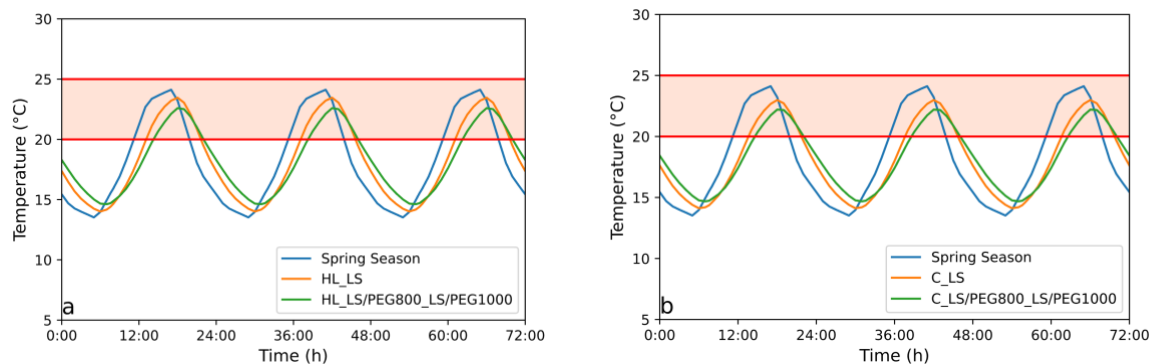 30
25
20
15
10
5
Temperature (°C)
Spring Season
HL_LS
HL_LS/PEG800_LS/PEG1000
a
0:00 12:00 24:00 36:00 48:00 60:00 72:00
Time (h)
30
25
20
15
10
5
Temperature (°C)
Spring Season
C_LS
C_LS/PEG800_LS/PEG1000
b
0:00 12:00 24:00 36:00 48:00 60:00 72:00
Time (h)